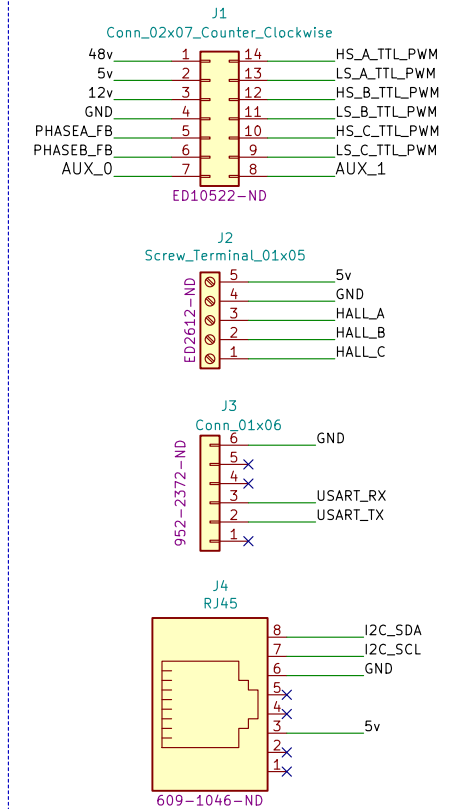 J1
Conn_02x07_Counter_Clockwise
48v 1 14 HS_A_TTL_PWM
5v 2 13 LS_A_TTL_PWM
12v 3 12 HS_B_TTL_PWM
GND 4 11 LS_B_TTL_PWM
PHASEA_FB 5 10 HS_C_TTL_PWM
PHASEB_FB 6 9 LS_C_TTL_PWM
AUX_0 7 8 AUX_1
ED10522-ND
J2
Screw_Terminal_01x05
ED2612-ND
5 5v
4 GND
3 HALL_A
2 HALL_B
1 HALL_C
J3
Conn_01x06
952-2372-ND
6 GND
5
4
3 USART_RX
2 USART_TX
1
J4
RJ45
8 I2C_SDA
7 I2C_SCL
6 GND
5
4
3 5v
2
1
609-1046-ND